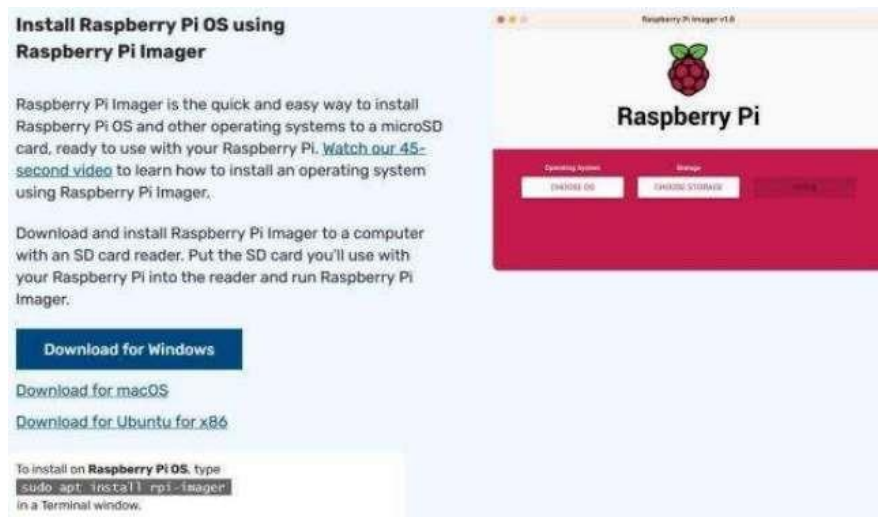 Install Raspberry Pi OS using
Raspberry Pi Imager
Raspberry Pi Imager is the quick and easy way to install
Raspberry Pi OS and other operating systems to a microSD
card, ready to use with your Raspberry Pi. Watch our 45-
second video to learn how to install an operating system
using Raspberry Pi Imager.
Download and install Raspberry Pi Imager to a computer
with an SD card reader. Put the SD card you'll use with
your Raspberry Pi into the reader and run Raspberry Pi
Imager.
Download for Windows
Download for macOS
Download for Ubuntu for x86
To install on Raspberry Pi OS, type
sudo apt install rpi-imager
in a Terminal window.
Raspberry Pi Imager
Raspberry Pi
Operating System
Storage
CHOOSE OS
CHOOSE STORAGE